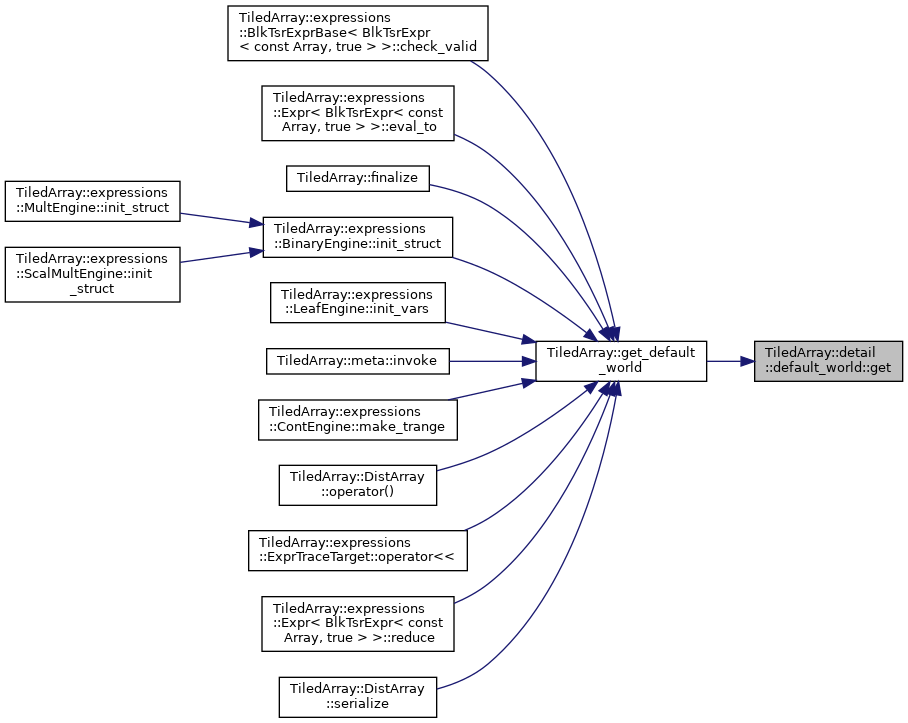 TiledArray::expressions
::BlkTsrExprBase< BlkTsrExpr
< const Array, true > >::check_valid
TiledArray::expressions
::Expr< BlkTsrExpr< const
Array, true > >::eval_to
TiledArray::finalize
TiledArray::expressions
::MultEngine::init_struct
TiledArray::expressions
::BinaryEngine::init_struct
TiledArray::expressions
::ScalMultEngine::init
_struct
TiledArray::expressions
::LeafEngine::init_vars
TiledArray::get_default
_world
TiledArray::detail
::default_world::get
TiledArray::meta::invoke
TiledArray::expressions
::ContEngine::make_trange
TiledArray::DistArray
::operator()
TiledArray::expressions
::ExprTraceTarget::operator<<
TiledArray::expressions
::Expr< BlkTsrExpr< const
Array, true > >::reduce
TiledArray::DistArray
::serialize